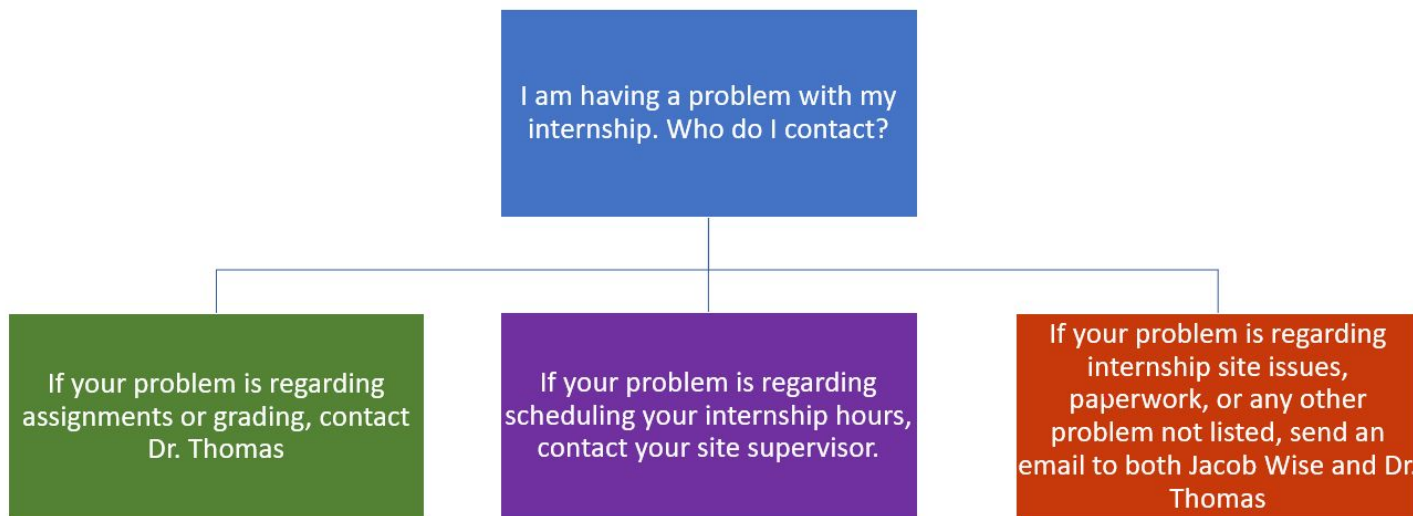 I am having a problem with my
internship. Who do I contact?
If your problem is regarding
assignments or grading, contact
Dr. Thomas
If your problem is regarding
scheduling your internship hours,
contact your site supervisor.
If your problem is regarding
internship site issues,
paperwork, or any other
problem not listed, send an
email to both Jacob Wise and Dr.
Thomas